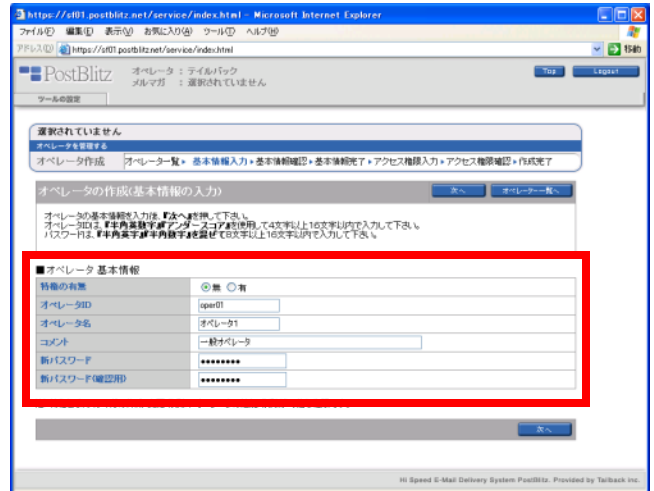 https://sf01.postblitz.net/service/index.html - Microsoft Internet Explorer
ファイル(F) 編集(E) 表示(V) お気に入り(A) ツール(T) ヘルプ(H)
アドレス(D) https://sf01.postblitz.net/service/index.html 移動
PostBlitz オペレータ : テイルバック Top Logout
メルマガ : 選択されていません
ツールの設定
選択されていません
オペレータを管理する
オペレータ作成 オペレーター覧▶ 基本情報入力▶基本情報確認▶基本情報完了▶アクセス権限入力▶アクセス権限確認▶作成完了
オペレータの作成(基本情報の入力) 次へ オペレーター一覧へ
オペレータの基本情報を入力後、『次へ』を押して下さい。
オペレータIDは、『半角英数字』『アンダースコア』を使用して4文字以上16文字以内で入力して下さい。
パスワードは、『半角英字』『半角数字』を混ぜて8文字以上16文字以内で入力して下さい。
■オペレータ 基本情報
特権の有無 無 有
オペレータID oper01
オペレータ名 オペレータ1
コメント 一般オペレータ
新パスワード ●●●●●●●●
新パスワード(確認用) ●●●●●●●●
次へ
Hi Speed E-Mail Delivery System PostBlitz. Provided by Tailback inc.